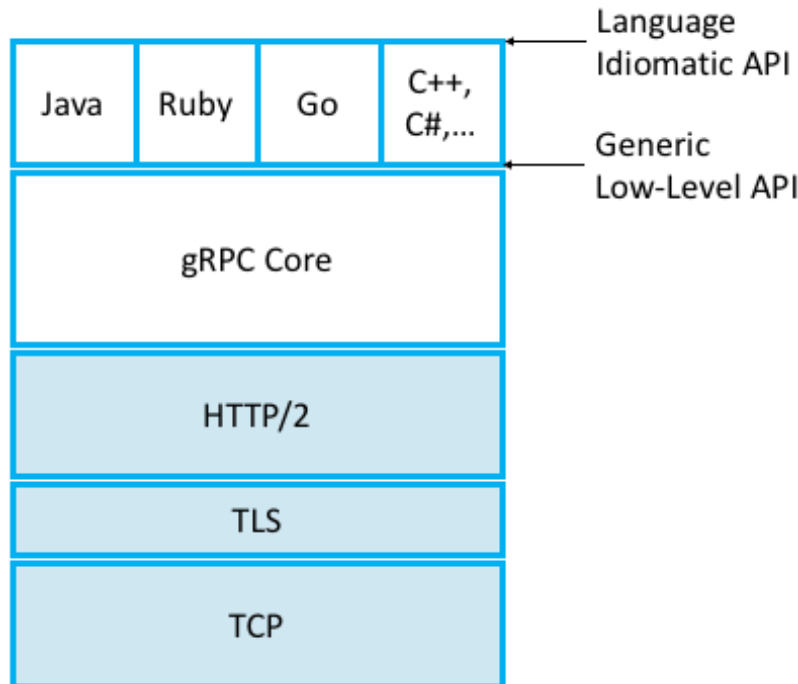 Language
Idiomatic API
Java
Ruby
Go
C++,
C#,...
Generic
Low-Level API
gRPC Core
HTTP/2
TLS
TCP